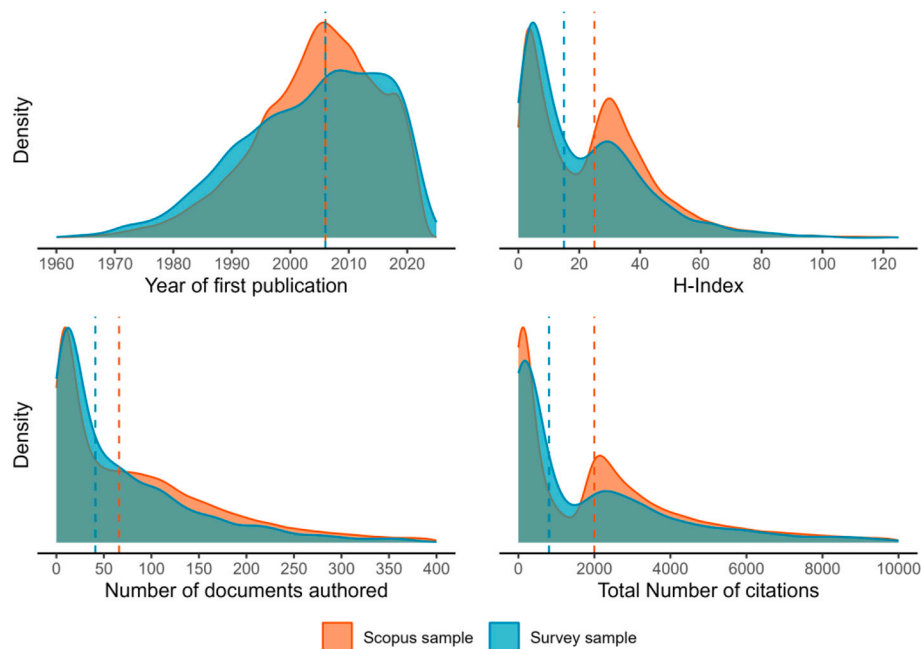 Density
1960 1970 1980 1990 2000 2010 2020
Year of first publication
0 20 40 60 80 100 120
H-Index
Density
0 50 100 150 200 250 300 350 400
Number of documents authored
0 2000 4000 6000 8000 10000
Total Number of citations
Scopus sample Survey sample